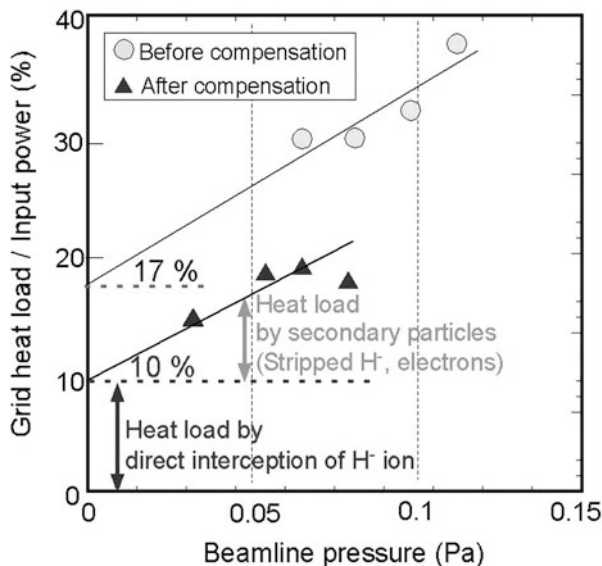 Grid heat load / Input power (%)
40
30
20
10
0
Before compensation
After compensation
17 %
10 %
Heat load
by secondary particles
(Stripped H⁻, electrons)
Heat load by
direct interception of H⁻ ion
0
0.05
0.1
0.15
Beamline pressure (Pa)